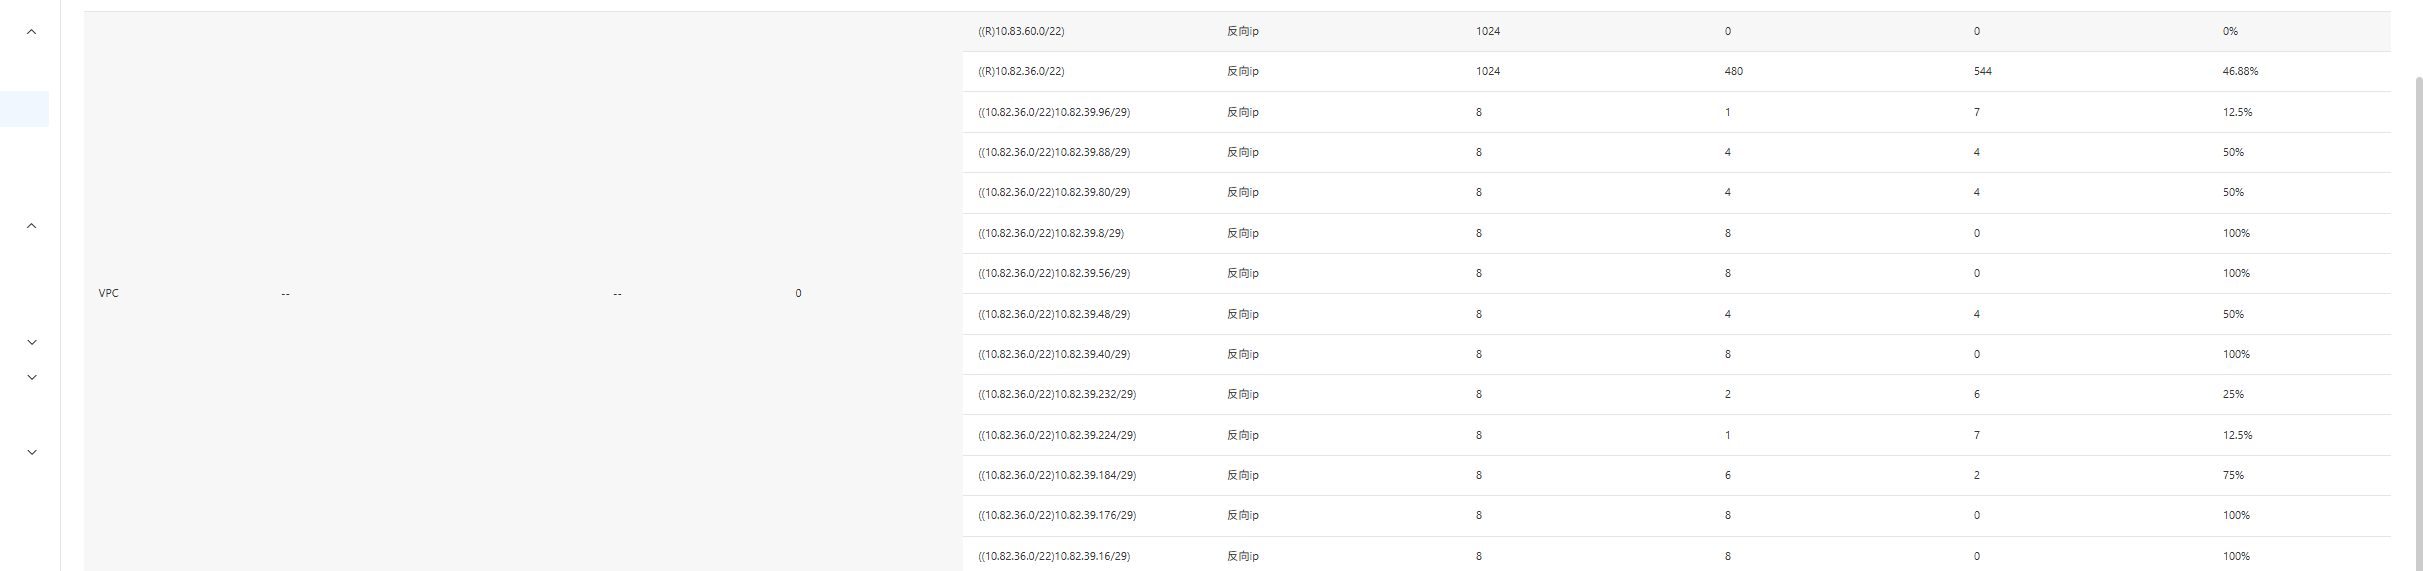 ((R)10.83.60.0/22) 反向ip 1024 0 0 0%
((R)10.82.36.0/22) 反向ip 1024 480 544 46.88%
((10.82.36.0/22)10.82.39.96/29) 反向ip 8 1 7 12.5%
((10.82.36.0/22)10.82.39.88/29) 反向ip 8 4 4 50%
((10.82.36.0/22)10.82.39.80/29) 反向ip 8 4 4 50%
((10.82.36.0/22)10.82.39.8/29) 反向ip 8 8 0 100%
((10.82.36.0/22)10.82.39.56/29) 反向ip 8 8 0 100%
VPC -- -- 0
((10.82.36.0/22)10.82.39.48/29) 反向ip 8 4 4 50%
((10.82.36.0/22)10.82.39.40/29) 反向ip 8 8 0 100%
((10.82.36.0/22)10.82.39.232/29) 反向ip 8 2 6 25%
((10.82.36.0/22)10.82.39.224/29) 反向ip 8 1 7 12.5%
((10.82.36.0/22)10.82.39.184/29) 反向ip 8 6 2 75%
((10.82.36.0/22)10.82.39.176/29) 反向ip 8 8 0 100%
((10.82.36.0/22)10.82.39.16/29) 反向ip 8 8 0 100%